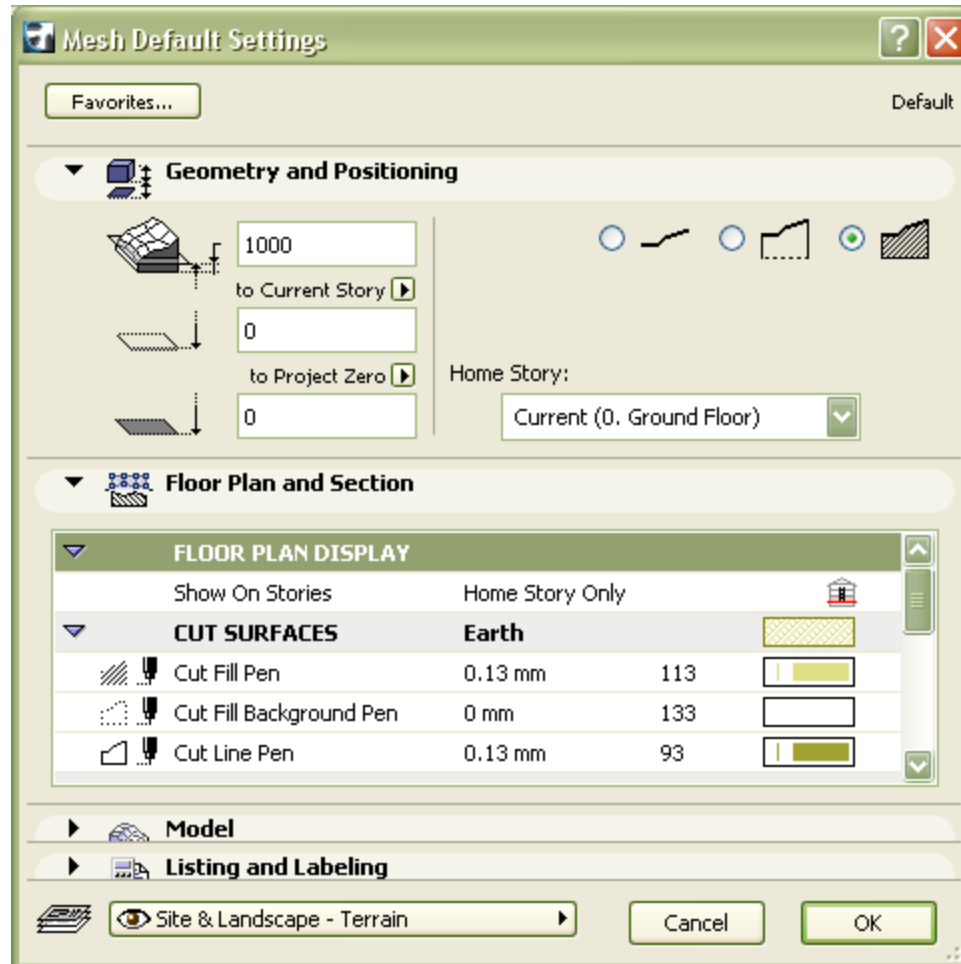 Mesh Default Settings
Favorites...
Default
Geometry and Positioning
1000
to Current Story
0
to Project Zero
0
Home Story:
Current (0. Ground Floor)
Floor Plan and Section
FLOOR PLAN DISPLAY
Show On Stories Home Story Only
CUT SURFACES Earth
Cut Fill Pen 0.13 mm 113
Cut Fill Background Pen 0 mm 133
Cut Line Pen 0.13 mm 93
Model
Listing and Labeling
Site & Landscape - Terrain
Cancel
OK